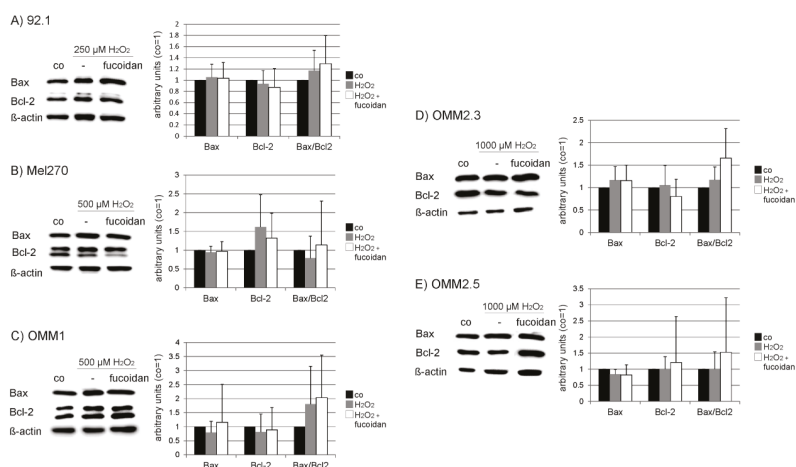 A) 92.1
250 µM H2O2
co - fucoidan
Bax
Bcl-2
ß-actin
arbitrary units (co=1)
2
1.8
1.6
1.4
1.2
1
0.8
0.6
0.4
0.2
0
Bax Bcl-2 Bax/Bcl2
co
H2O2
H2O2 +
fucoidan
B) Mel270
500 µM H2O2
co - fucoidan
Bax
Bcl-2
ß-actin
arbitrary units (co=1)
3
2.5
2
1.5
1
0.5
0
Bax Bcl-2 Bax/Bcl2
co
H2O2
H2O2 +
fucoidan
C) OMM1
500 µM H2O2
co - fucoidan
Bax
Bcl-2
ß-actin
arbitrary units (co=1)
4
3.5
3
2.5
2
1.5
1
0.5
0
Bax Bcl-2 Bax/Bcl2
co
H2O2
H2O2 +
fucoidan
D) OMM2.3
1000 µM H2O2
co - fucoidan
Bax
Bcl-2
ß-actin
arbitrary units (co=1)
2.5
2
1.5
1
0.5
0
Bax Bcl-2 Bax/Bcl2
co
H2O2
H2O2 +
fucoidan
E) OMM2.5
1000 µM H2O2
co - fucoidan
Bax
Bcl-2
ß-actin
arbitrary units (co=1)
3.5
3
2.5
2
1.5
1
0.5
0
Bax Bcl-2 Bax/Bcl2
co
H2O2
H2O2 +
fucoidan